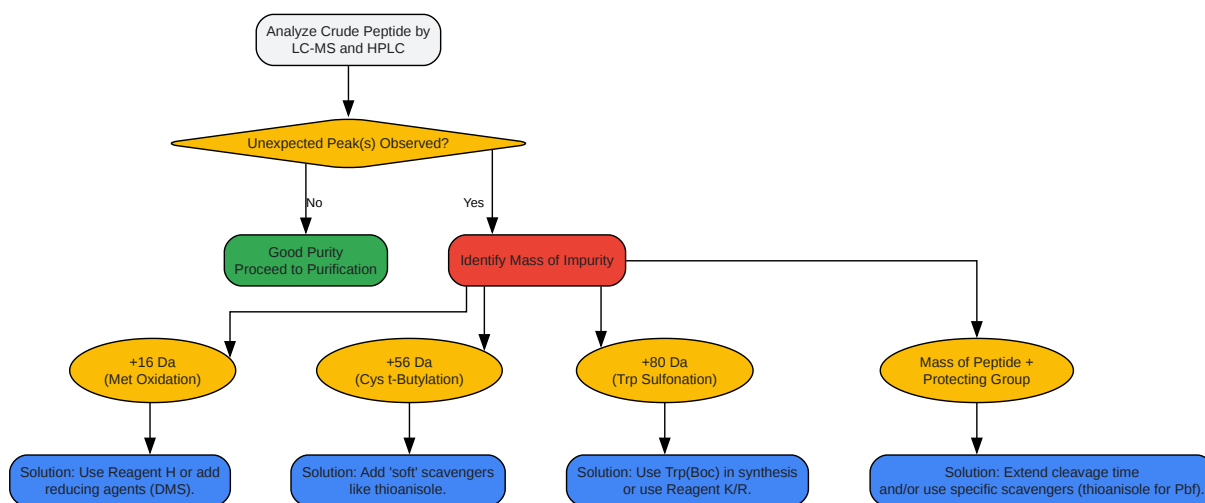 Analyze Crude Peptide by
LC-MS and HPLC
Unexpected Peak(s) Observed?
No
Yes
Good Purity
Proceed to Purification
Identify Mass of Impurity
+16 Da
(Met Oxidation)
+56 Da
(Cys t-Butylation)
+80 Da
(Trp Sulfonation)
Mass of Peptide +
Protecting Group
Solution: Use Reagent H or add
reducing agents (DMS).
Solution: Add 'soft' scavengers
like thioanisole.
Solution: Use Trp(Boc) in synthesis
or use Reagent K/R.
Solution: Extend cleavage time
and/or use specific scavengers (thioanisole for Pbf).